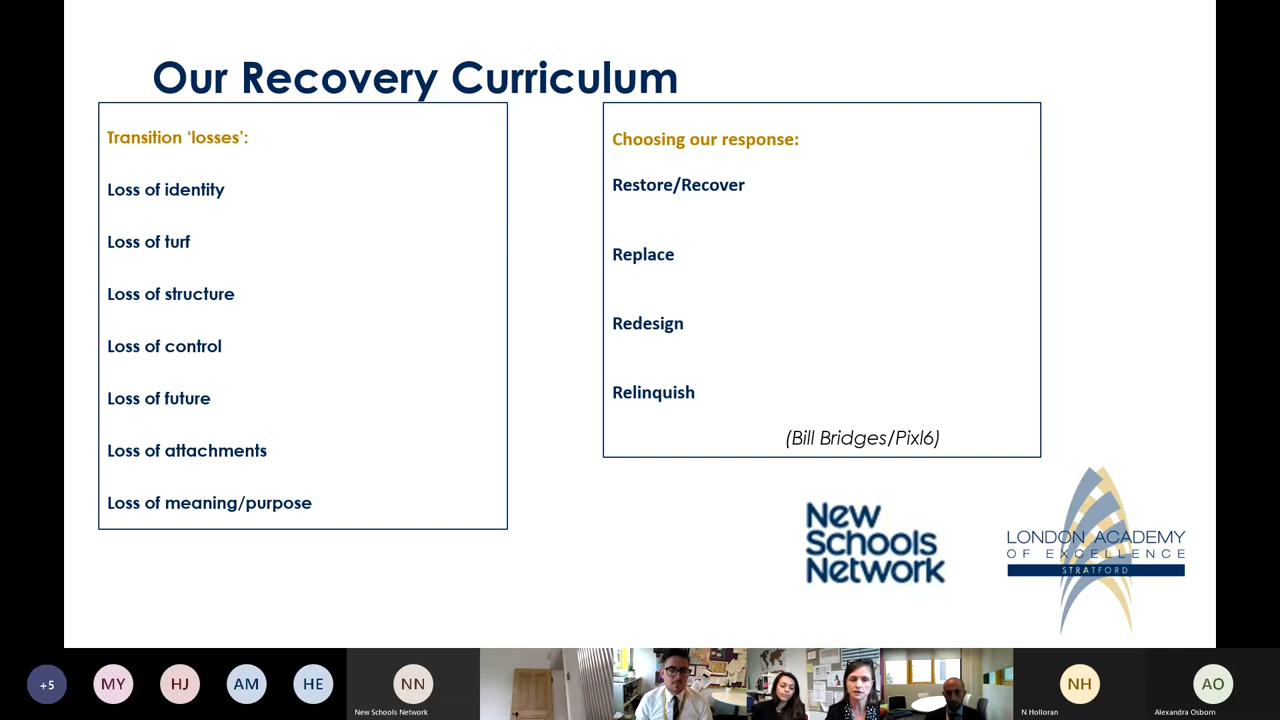 Our Recovery Curriculum
Transition ‘losses’:
Loss of identity
Loss of turf
Loss of structure
Loss of control
Loss of future
Loss of attachments
Loss of meaning/purpose
Choosing our response:
Restore/Recover
Replace
Redesign
Relinquish
(Bill Bridges/Pixl6)
New
Schools
Network
LONDON ACADEMY
OF EXCELLENCE
STRATFORD
+5
MY
HJ
AM
HE
NN
New Schools Network
NH
N Holloran
AO
Alexandra Osborn